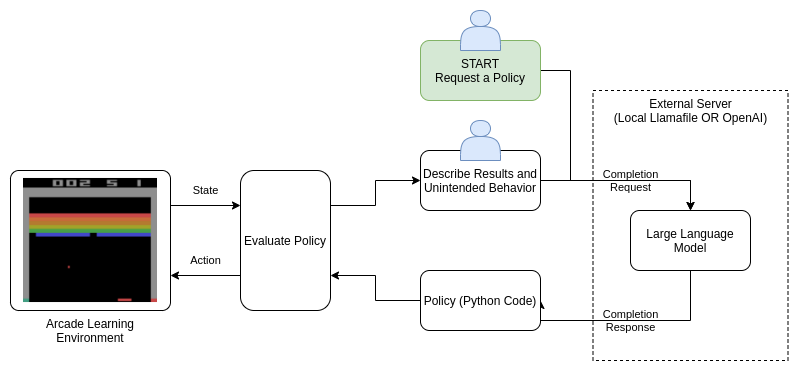 START
Request a Policy
External Server
(Local Llamafile OR OpenAI)
Describe Results and
Unintended Behavior
Completion
Request
002 5 1
State
Evaluate Policy
Large Language
Model
Action
Policy (Python Code)
Completion
Response
Arcade Learning
Environment